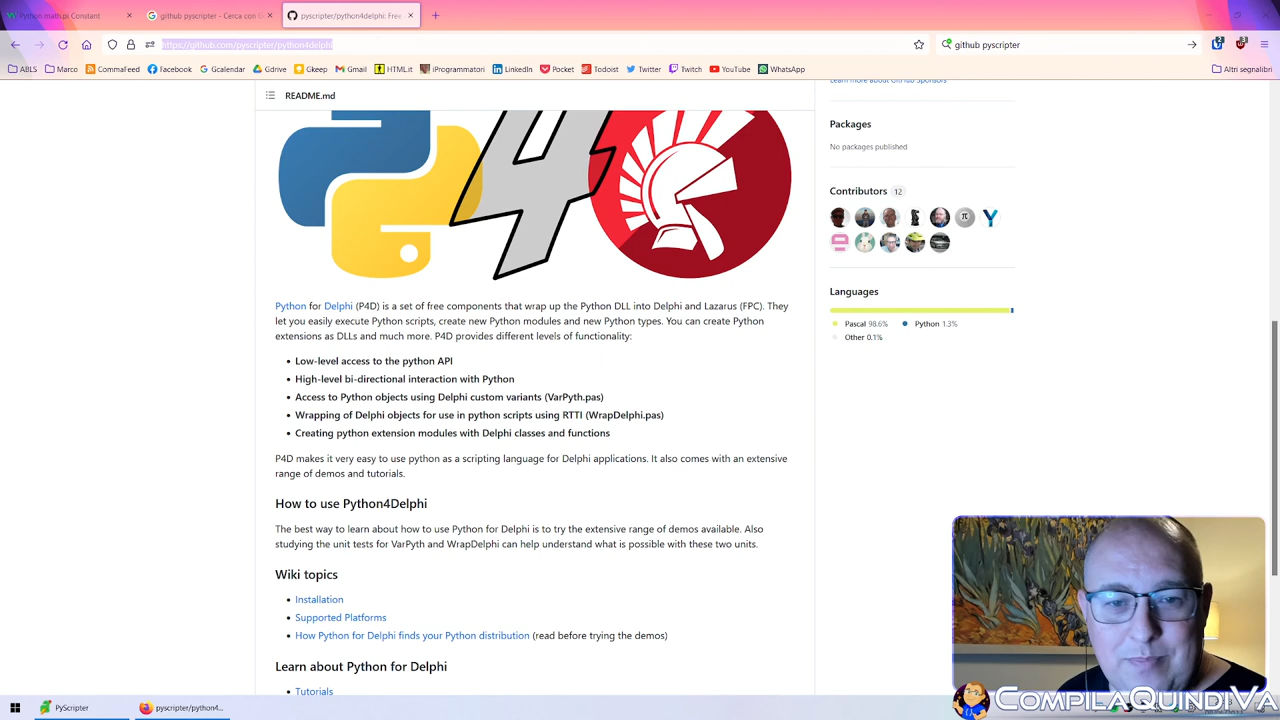 Python math.pi Constant
github pyscripter - Cerca con G
pyscripter/python4delphi: Free
https://github.com/pyscripter/python4delphi
github pyscripter
ABLS
Marco
CommaFeed
Facebook
Gcalendar
Gdrive
Gkeep
Gmail
HTML.it
iProgrammatori
LinkedIn
Pocket
Todoist
Twitter
Twitch
YouTube
WhatsApp
Altri segnalibri
README.md
4
Python for Delphi (P4D) is a set of free components that wrap up the Python DLL into Delphi and Lazarus (FPC). They
let you easily execute Python scripts, create new Python modules and new Python types. You can create Python
extensions as DLLs and much more. P4D provides different levels of functionality:
Low-level access to the python API
High-level bi-directional interaction with Python
Access to Python objects using Delphi custom variants (VarPyth.pas)
Wrapping of Delphi objects for use in python scripts using RTTI (WrapDelphi.pas)
Creating python extension modules with Delphi classes and functions
P4D makes it very easy to use python as a scripting language for Delphi applications. It also comes with an extensive
range of demos and tutorials.
How to use Python4Delphi
The best way to learn about how to use Python for Delphi is to try the extensive range of demos available. Also
studying the unit tests for VarPyth and WrapDelphi can help understand what is possible with these two units.
Wiki topics
Installation
Supported Platforms
How Python for Delphi finds your Python distribution (read before trying the demos)
Learn about Python for Delphi
Tutorials
Learn more about GitHub Sponsors
Packages
No packages published
Contributors 12
Languages
Pascal 98.6%
Python 1.3%
Other 0.1%
COMPILAQUINDIVA
PyScripter
pyscripter/python4...